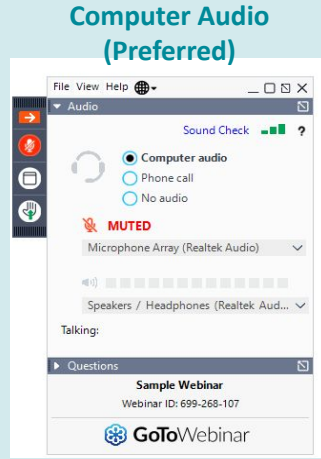 Computer Audio
(Preferred)
File View Help
Audio
Sound Check ?
Computer audio
Phone call
No audio
MUTED
Microphone Array (Realtek Audio)
Speakers / Headphones (Realtek Aud...
Talking:
Questions
Sample Webinar
Webinar ID: 699-268-107
GoToWebinar